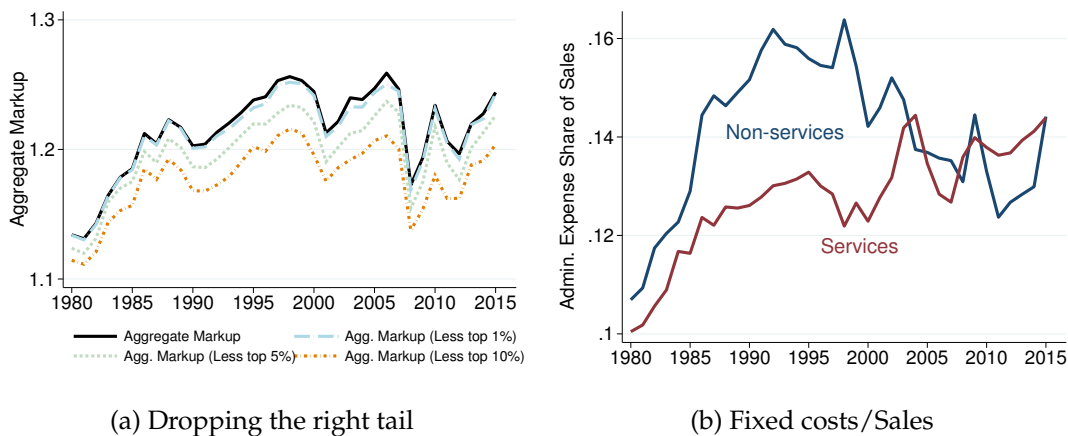 Aggregate Markup
1.3
1.2
1.1
1980 1985 1990 1995 2000 2005 2010 2015
Aggregate Markup
Agg. Markup (Less top 1%)
Agg. Markup (Less top 5%)
Agg. Markup (Less top 10%)
(a) Dropping the right tail
Admin. Expense Share of Sales
.16
.14
.12
.1
Non-services
Services
1980 1985 1990 1995 2000 2005 2010 2015
(b) Fixed costs/Sales